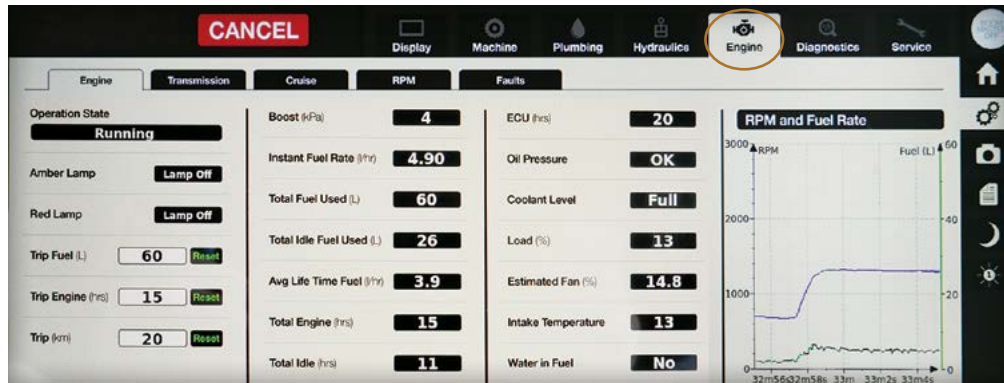 CANCEL
Display
Machine
Plumbing
Hydraulics
Engine
Diagnostics
Service
Engine
Transmission
Cruise
RPM
Faults
Operation State
Running
Amber Lamp
Lamp Off
Red Lamp
Lamp Off
Trip Fuel (L)
60
Reset
Trip Engine (hrs)
15
Reset
Trip (km)
20
Reset
Boost (kPa)
4
Instant Fuel Rate (l/hr)
4.90
Total Fuel Used (L)
60
Total Idle Fuel Used (L)
26
Avg Life Time Fuel (l/hr)
3.9
Total Engine (hrs)
15
Total Idle (hrs)
11
ECU (hrs)
20
Oil Pressure
OK
Coolant Level
Full
Load (%)
13
Estimated Fan (%)
14.8
Intake Temperature
13
Water in Fuel
No
RPM and Fuel Rate
3000
RPM
Fuel (L)
60
2000
40
1000
20
0
0
32m56s
32m58s
33m
33m2s
33m4s